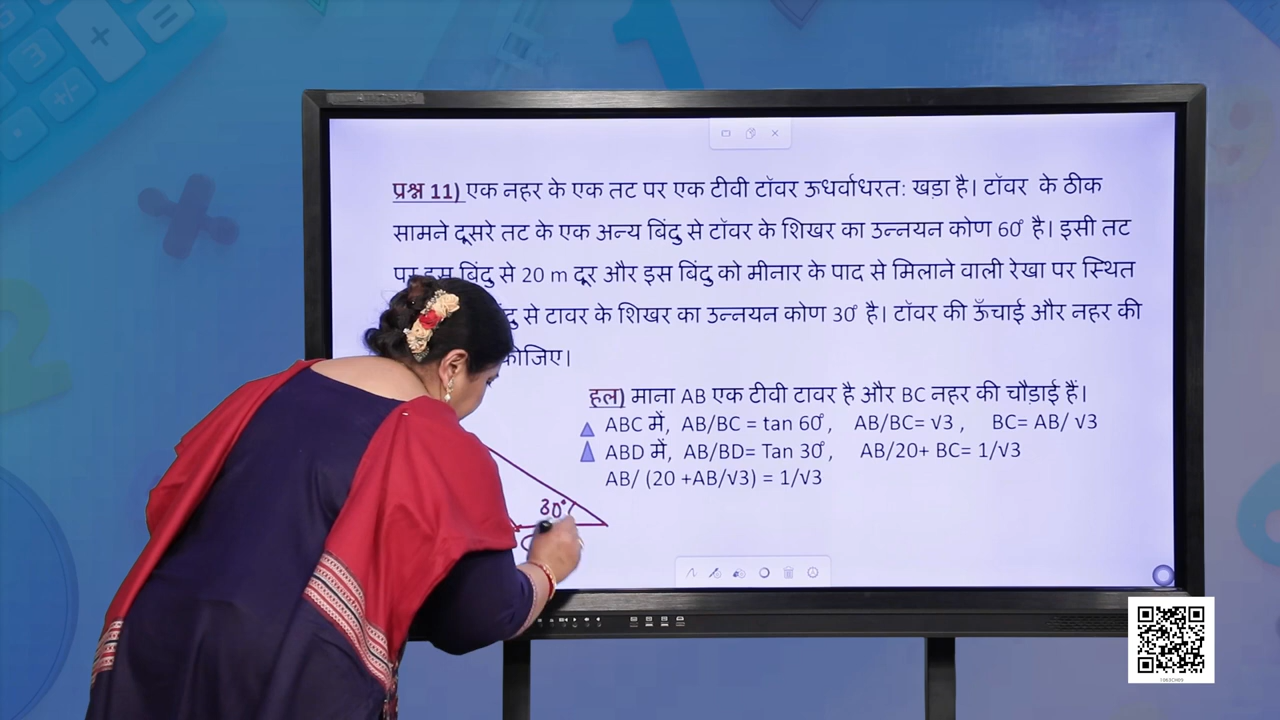 प्रश्न 11) एक नहर के एक तट पर एक टीवी टॉवर ऊधर्वाधरत: खड़ा है। टॉवर के ठीक
सामने दूसरे तट के एक अन्य बिंदु से टॉवर के शिखर का उन्नयन कोण 60° है। इसी तट
पर इस बिंदु से 20 m दूर और इस बिंदु को मीनार के पाद से मिलाने वाली रेखा पर स्थित
से टावर के शिखर का उन्नयन कोण 30° है। टॉवर की ऊँचाई और नहर की
हल) माना AB एक टीवी टावर है और BC नहर की चौड़ाई हैं।
ABC में, AB/BC = tan 60°, AB/BC= √3 , BC= AB/ √3
ABD में, AB/BD= Tan 30°, AB/20+ BC= 1/√3
AB/ (20 +AB/√3) = 1/√3
30°